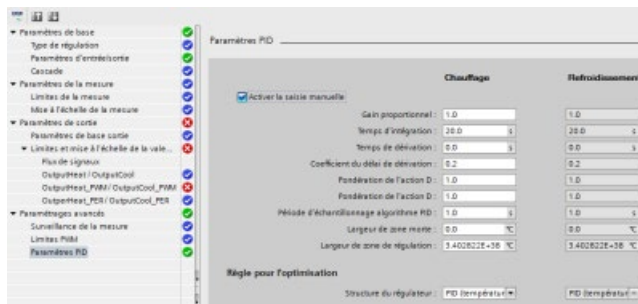 Paramètres de base
Type de régulation
Paramètres d'entrée/sortie
Cascade
Paramètres de la mesure
Limites de la mesure
Mise à l'échelle de la mesure
Paramètres de sortie
Paramètres de base sortie
Limites et mise à l'échelle de la vale...
Flux de signaux
OutputHeat / OutputCool
OutputHeat_PWM / OutputCool_PWM
OutputHeat_PER / OutputCool_PER
Paramétrages avancés
Surveillance de la mesure
Limites PWM
Paramètres PID
Paramètres PID
Chauffage Refroidissement
Activer la saisie manuelle
Gain proportionnel : 1.0 1.0
Temps d'intégration : 20.0 s 20.0 s
Temps de dérivation : 0.0 s 0.0 s
Coefficient du délai de dérivation : 0.2 0.2
Pondération de l'action D : 1.0 1.0
Pondération de l'action D : 1.0 1.0
Période d'échantillonnage algorithme PID : 1.0 s 1.0 s
Largeur de zone morte : 0.0 °C 0.0 °C
Largeur de zone de régulation : 3.402822E+38 °C 3.402822E+38 °C
Règle pour l'optimisation
Structure du régulateur : PID (températur PID (températur